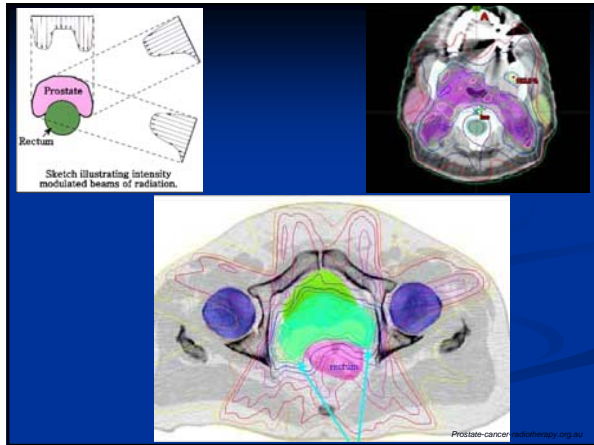 Prostate
Rectum
Sketch illustrating intensity
modulated beams of radiation.
A
rectum
Prostate-cancer-radiotherapy.org.au